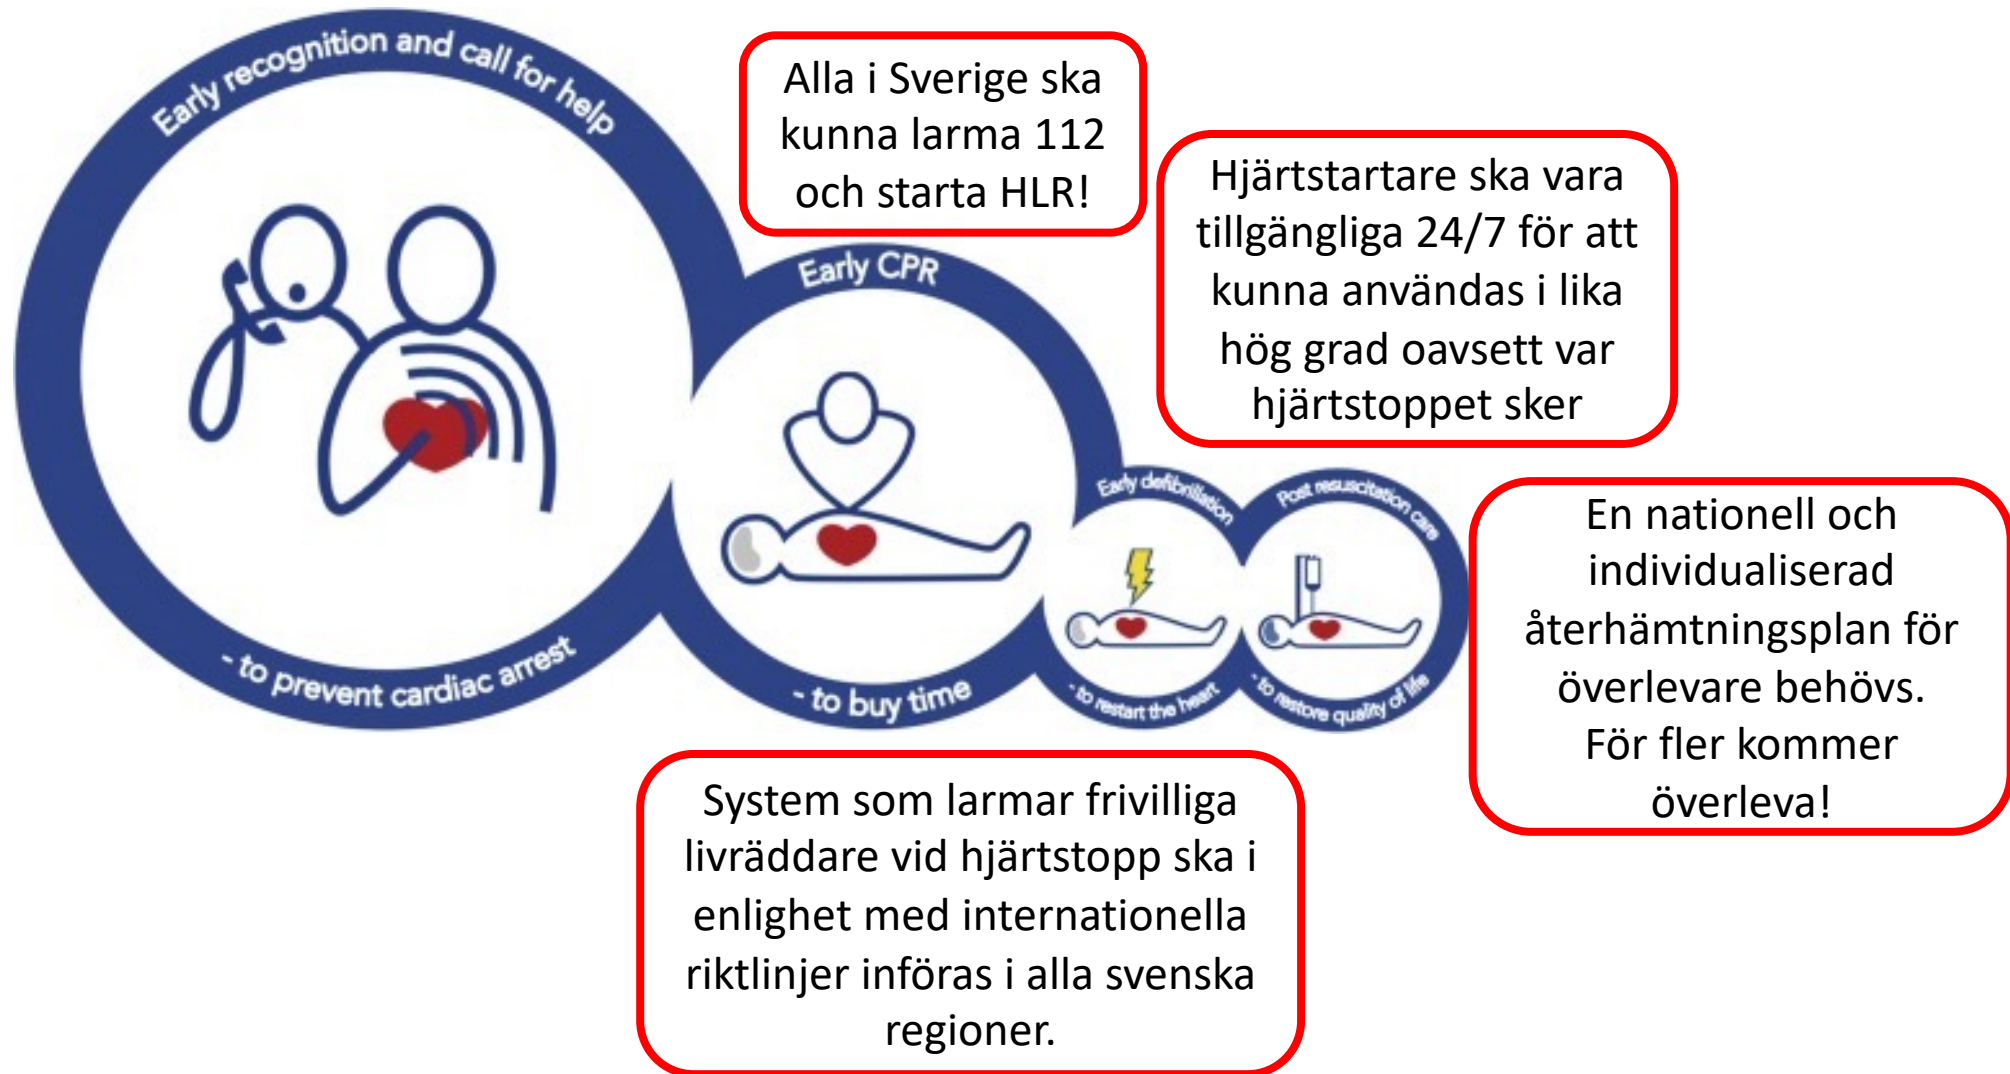 Early recognition and call for help
- to prevent cardiac arrest
Early CPR
- to buy time
Early defibrillation
- to restart the heart
Post resuscitation care
- to restore quality of life
Alla i Sverige ska
kunna larma 112
och starta HLR!
Hjärtstartare ska vara
tillgängliga 24/7 för att
kunna användas i lika
hög grad oavsett var
hjärtstoppet sker
En nationell och
individualiserad
återhämtningsplan för
överlevare behövs.
För fler kommer
överleva!
System som larmar frivilliga
livräddare vid hjärtstopp ska i
enlighet med internationella
riktlinjer införas i alla svenska
regioner.